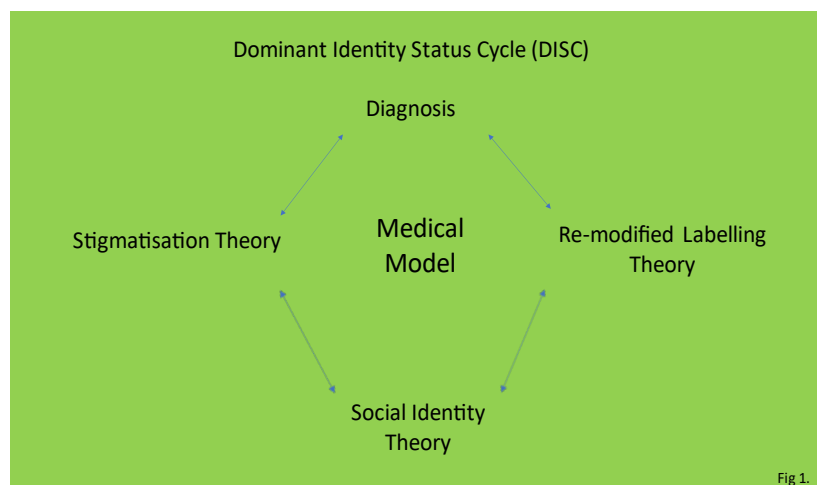 Dominant Identity Status Cycle (DISC)
Diagnosis
Stigmatisation Theory
Medical
Model
Re-modified Labelling
Theory
Social Identity
Theory
Fig 1.